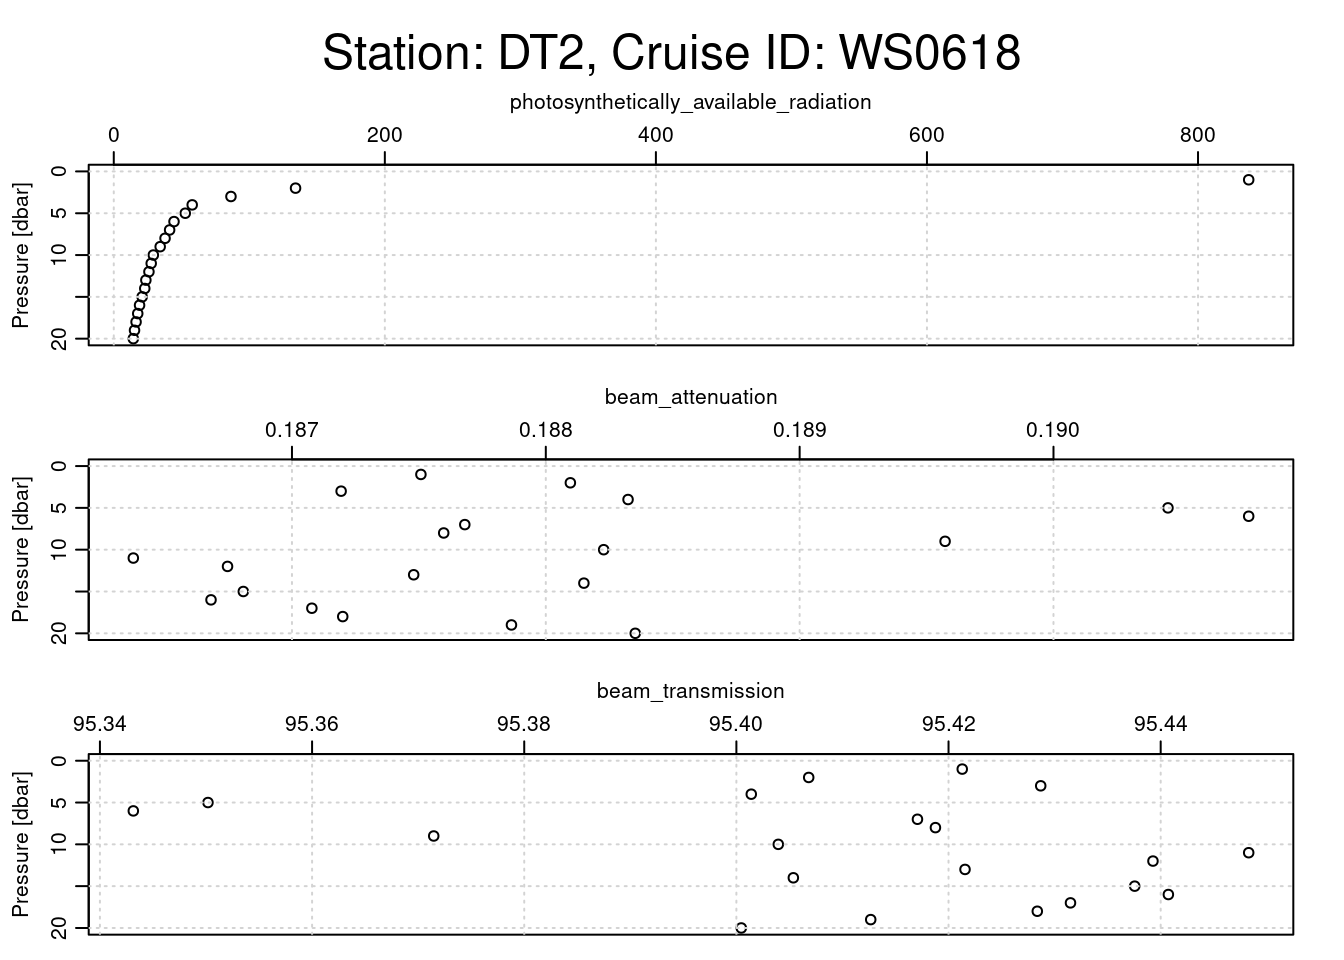 Station: DT2, Cruise ID: WS0618
photosynthetically_available_radiation
0 200 400 600 800
Pressure [dbar]
0
5
10
20
beam_attenuation
0.187 0.188 0.189 0.190
Pressure [dbar]
0
5
10
20
beam_transmission
95.34 95.36 95.38 95.40 95.42 95.44
Pressure [dbar]
0
5
10
20